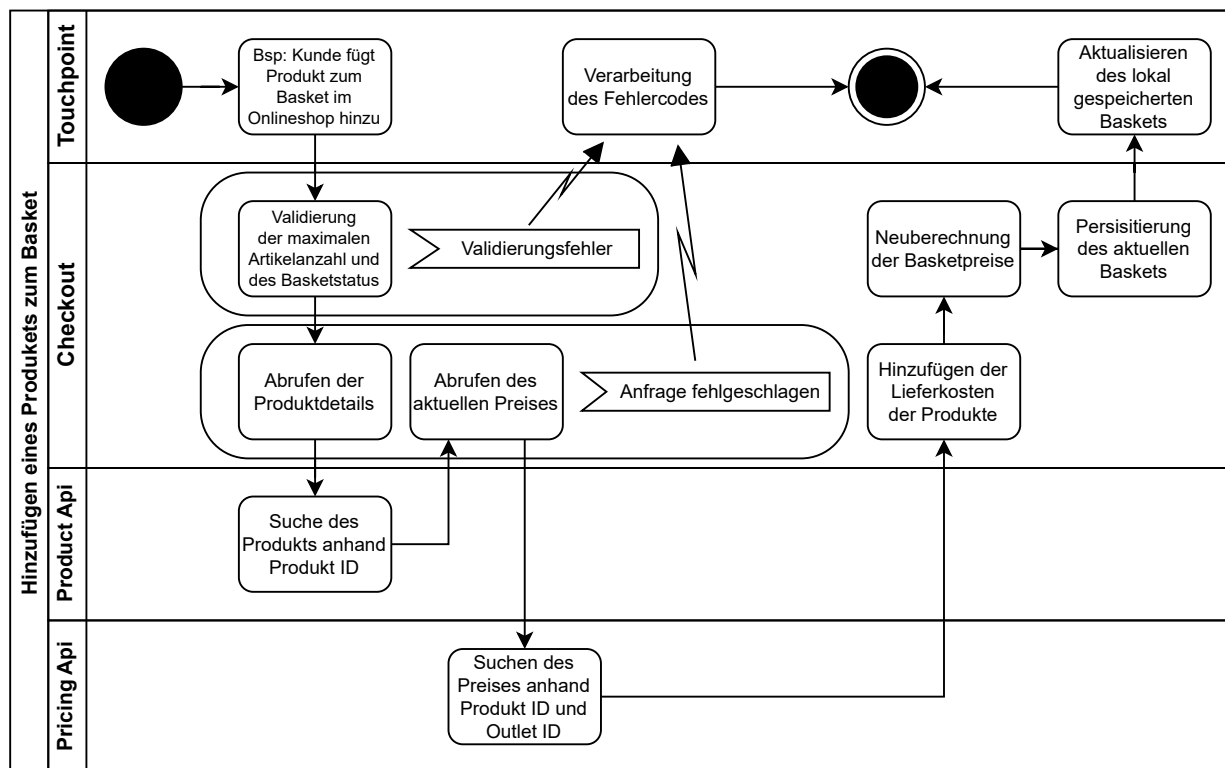 Hinzufügen eines Produkets zum Basket
Touchpoint
Bsp: Kunde fügt
Produkt zum
Basket im
Onlineshop hinzu
Verarbeitung
des Fehlercodes
Aktualisieren
des lokal
gespeicherten
Baskets
Checkout
Validierung
der maximalen
Artikelanzahl und
des Basketstatus
Validierungsfehler
Neuberechnung
der Basketpreise
Persisitierung
des aktuellen
Baskets
Abrufen der
Produktdetails
Abrufen des
aktuellen Preises
Anfrage fehlgeschlagen
Hinzufügen der
Lieferkosten
der Produkte
Product Api
Suche des
Produkts anhand
Produkt ID
Pricing Api
Suchen des
Preises anhand
Produkt ID und
Outlet ID